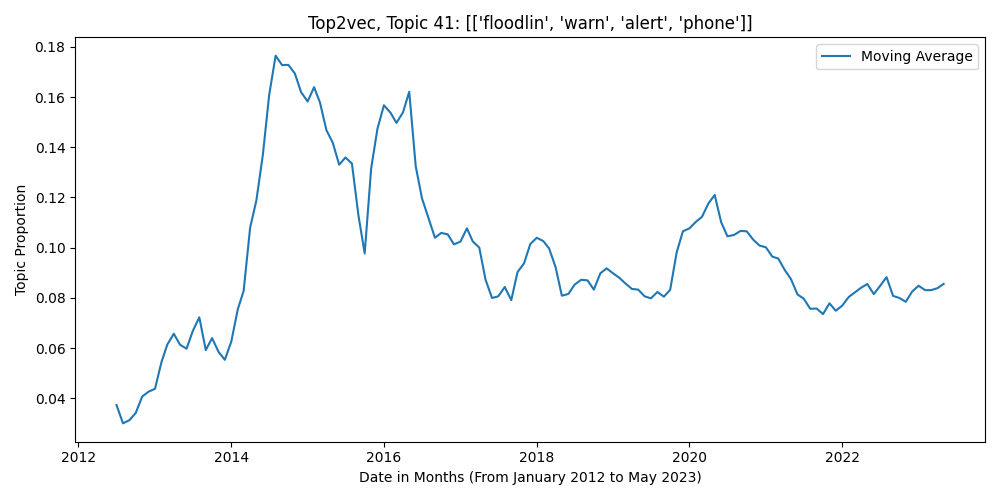 Top2vec, Topic 41: [['floodlin', 'warn', 'alert', 'phone']]
Moving Average
Topic Proportion
0.18
0.16
0.14
0.12
0.10
0.08
0.06
0.04
2012 2014 2016 2018 2020 2022
Date in Months (From January 2012 to May 2023)